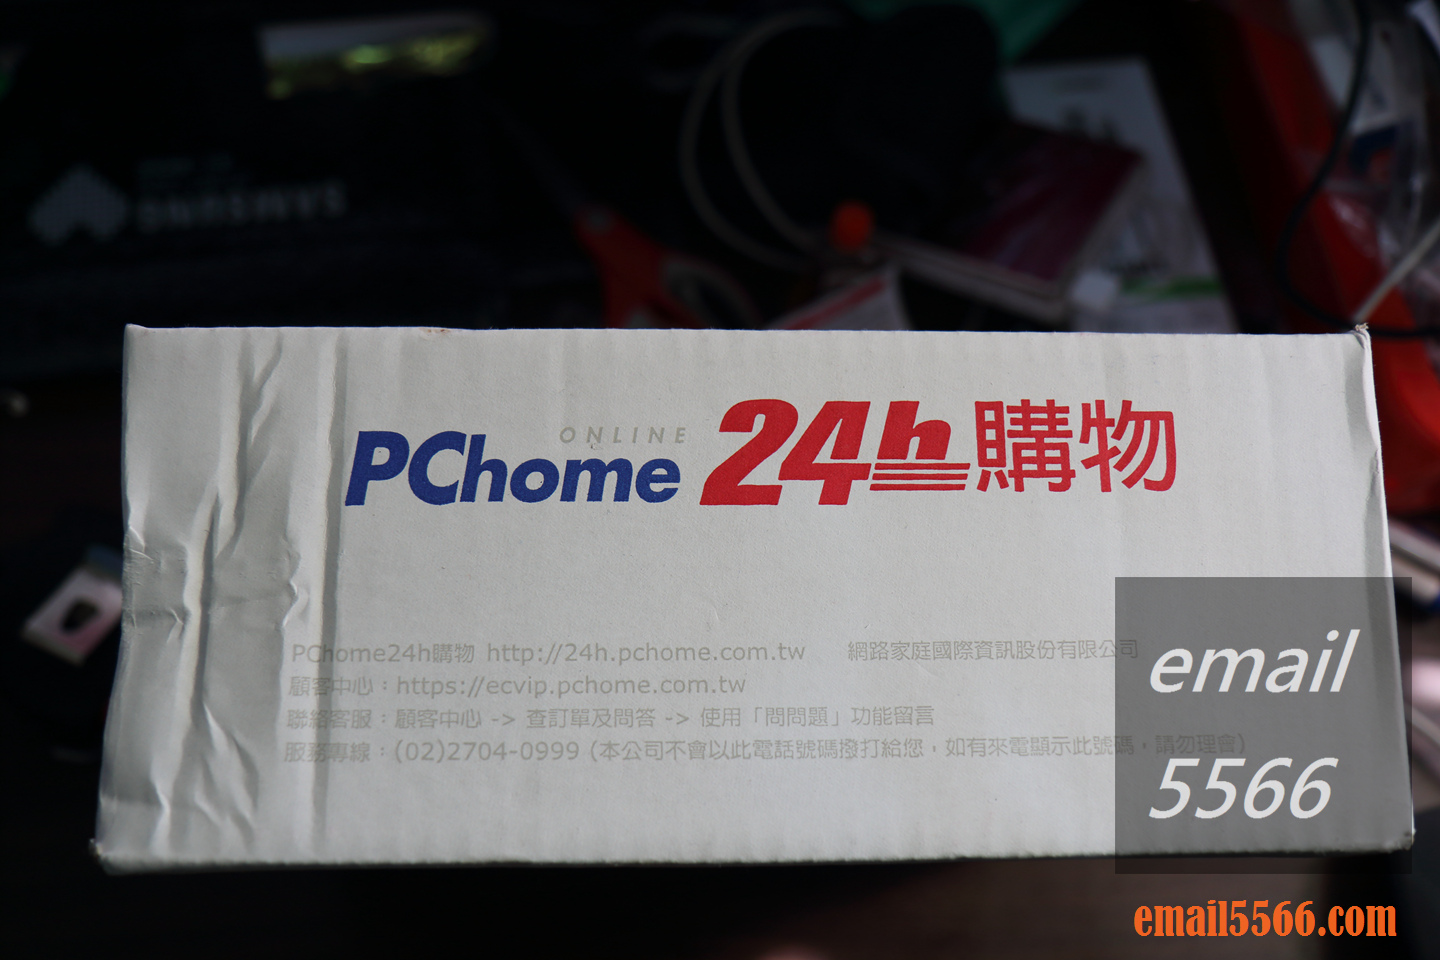 SAMSUNG
ONLINE
PChome 24h購物
PChome24h購物 http://24h.pchome.com.tw 網路家庭國際資訊股份有限公司
顧客中心：https://ecvip.pchome.com.tw
聯絡客服：顧客中心 -> 查訂單及問答 -> 使用「問問題」功能留言
服務專線：(02)2704-0999 (本公司不會以此電話號碼撥打給您，如有來電顯示此號碼，請勿理會)
email
5566
email5566.com